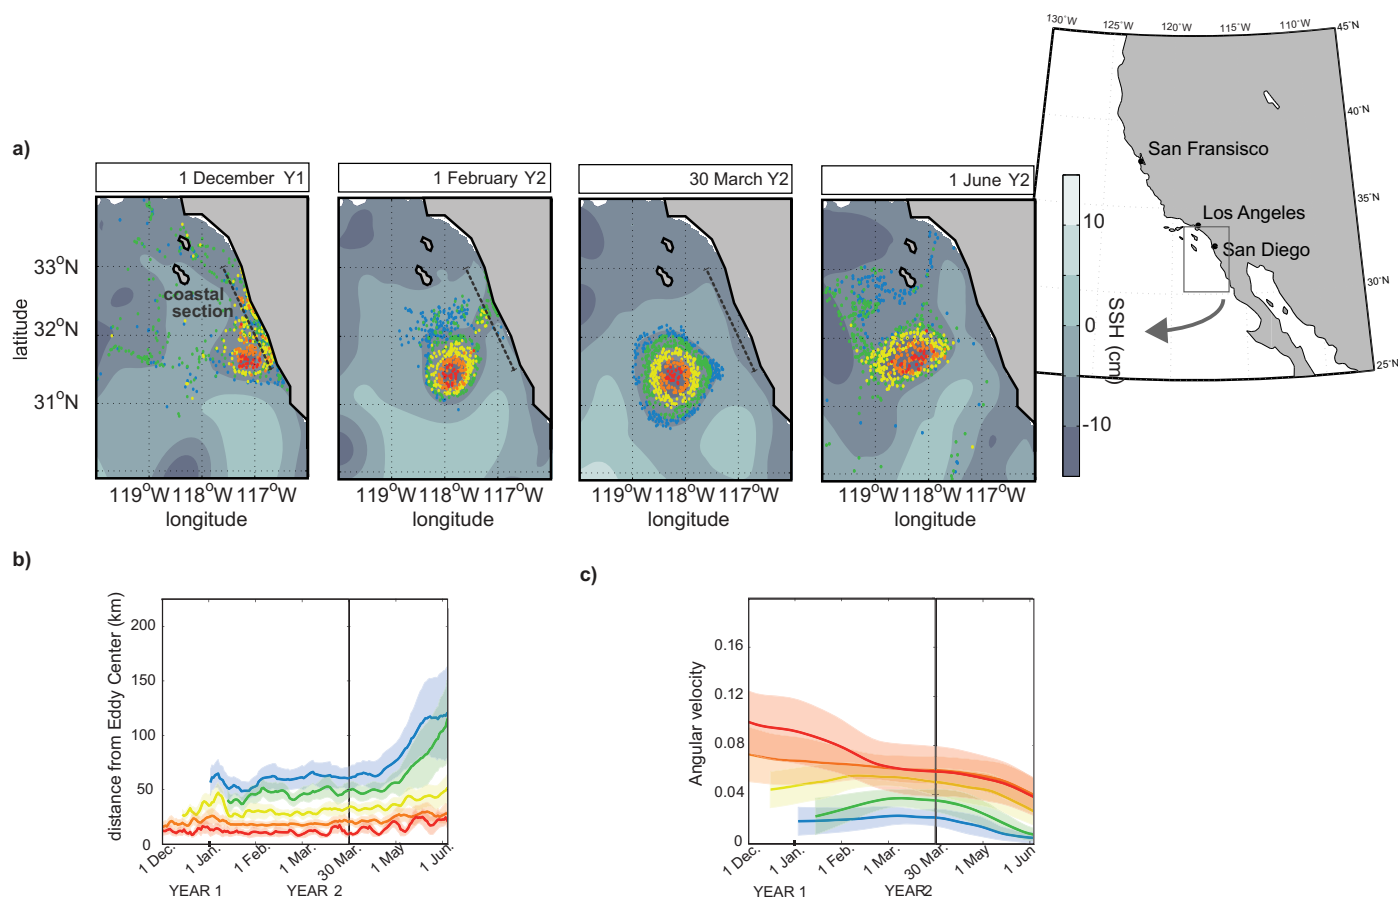 130°W
125°W
120°W
115°W
110°W
45°N
40°N
35°N
30°N
25°N
San Fransisco
Los Angeles
San Diego
a)
1 December Y1
1 February Y2
30 March Y2
1 June Y2
latitude
33°N
32°N
31°N
coastal
section
119°W 118°W 117°W
longitude
119°W 118°W 117°W
longitude
119°W 118°W 117°W
longitude
119°W 118°W 117°W
longitude
10
0
-10
SSH (cm)
b)
distance from Eddy Center (km)
200
150
100
50
0
1 Dec.
1 Jan.
1 Feb.
1 Mar.
30 Mar.
1 May
1 Jun.
YEAR 1
YEAR 2
c)
Angular velocity
0.16
0.12
0.08
0.04
0
1 Dec.
1 Jan.
1 Feb.
1 Mar.
30 Mar.
1 May
1 Jun
YEAR 1
YEAR2